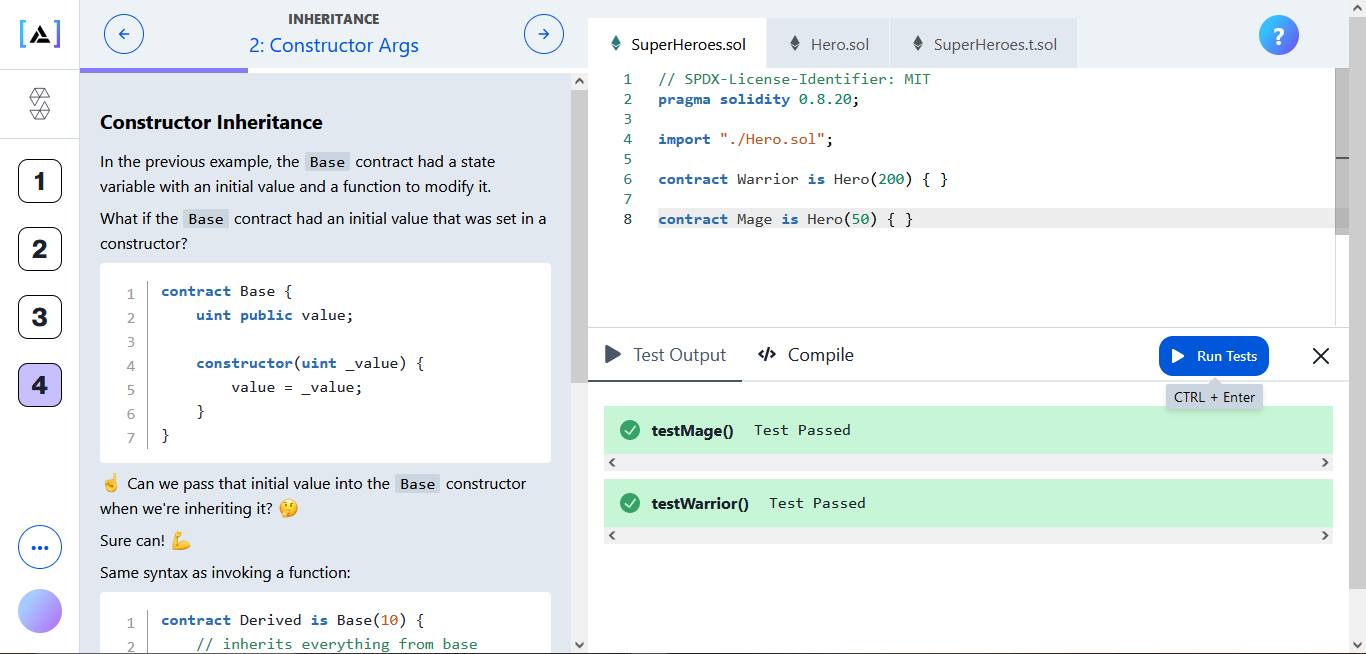 INHERITANCE
2: Constructor Args
1
2
3
4
Constructor Inheritance
In the previous example, the Base contract had a state
variable with an initial value and a function to modify it.
What if the Base contract had an initial value that was set in a
constructor?
1 contract Base {
2 uint public value;
3
4 constructor(uint _value) {
5 value = _value;
6 }
7 }
☝ Can we pass that initial value into the Base constructor
when we're inheriting it? 🤔
Sure can! 💪
Same syntax as invoking a function:
1 contract Derived is Base(10) {
2 // inherits everything from base
SuperHeroes.sol
Hero.sol
SuperHeroes.t.sol
?
1 // SPDX-License-Identifier: MIT
2 pragma solidity 0.8.20;
3
4 import "./Hero.sol";
5
6 contract Warrior is Hero(200) { }
7
8 contract Mage is Hero(50) { }
Test Output
Compile
Run Tests
CTRL + Enter
testMage() Test Passed
testWarrior() Test Passed